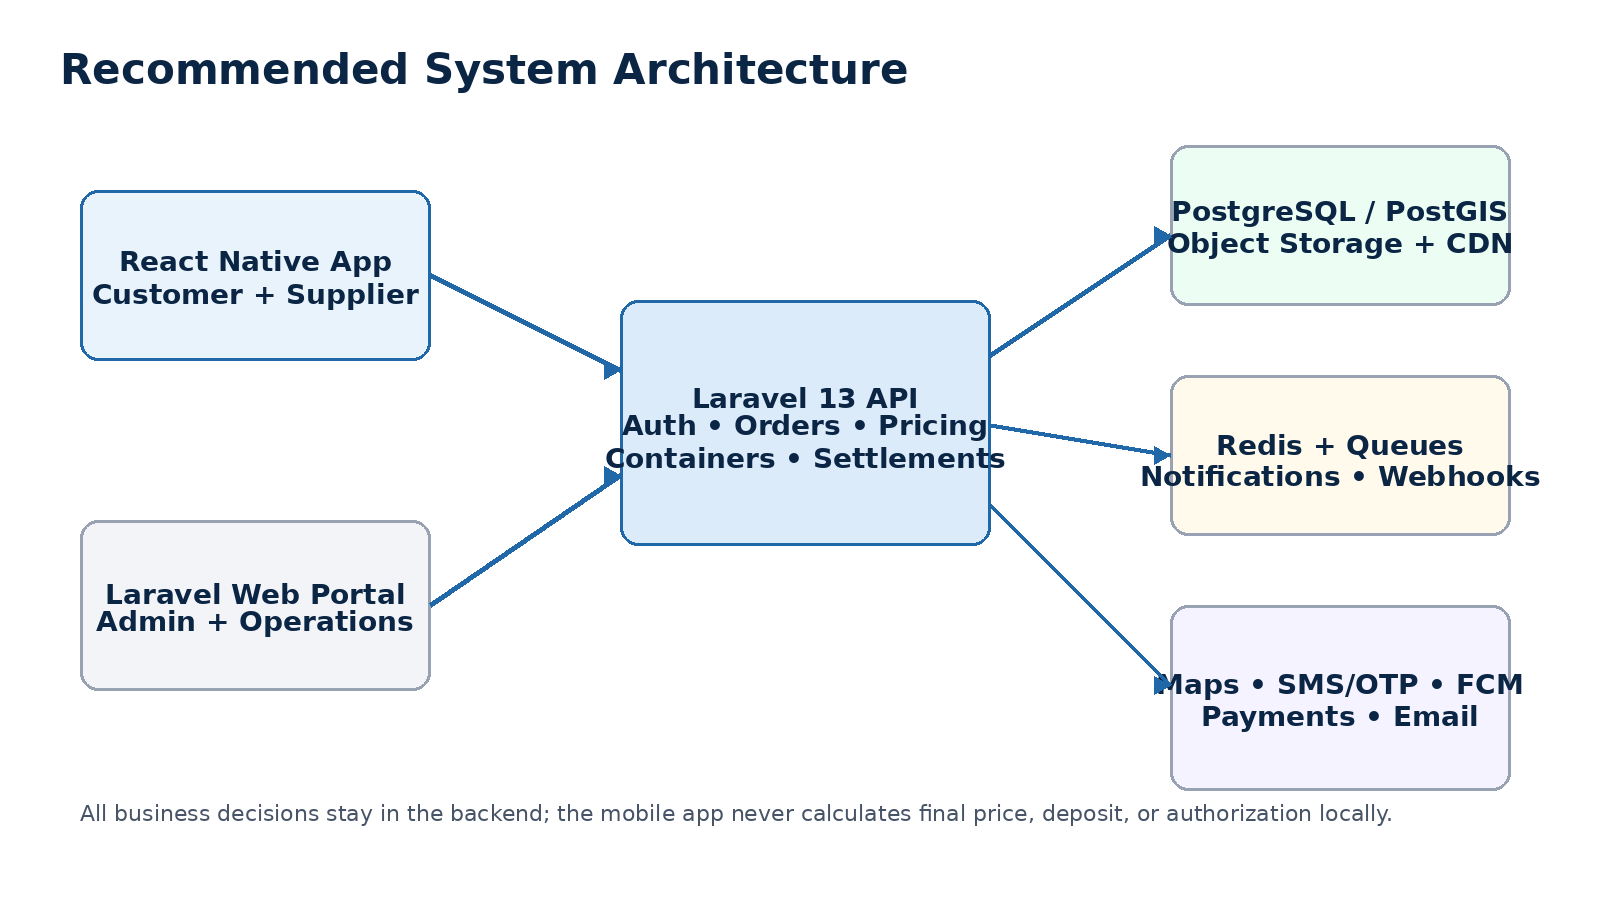 Recommended System Architecture
React Native App
Customer + Supplier
Laravel Web Portal
Admin + Operations
Laravel 13 API
Auth • Orders • Pricing
Containers • Settlements
PostgreSQL / PostGIS
Object Storage + CDN
Redis + Queues
Notifications • Webhooks
Maps • SMS/OTP • FCM
Payments • Email
All business decisions stay in the backend; the mobile app never calculates final price, deposit, or authorization locally.